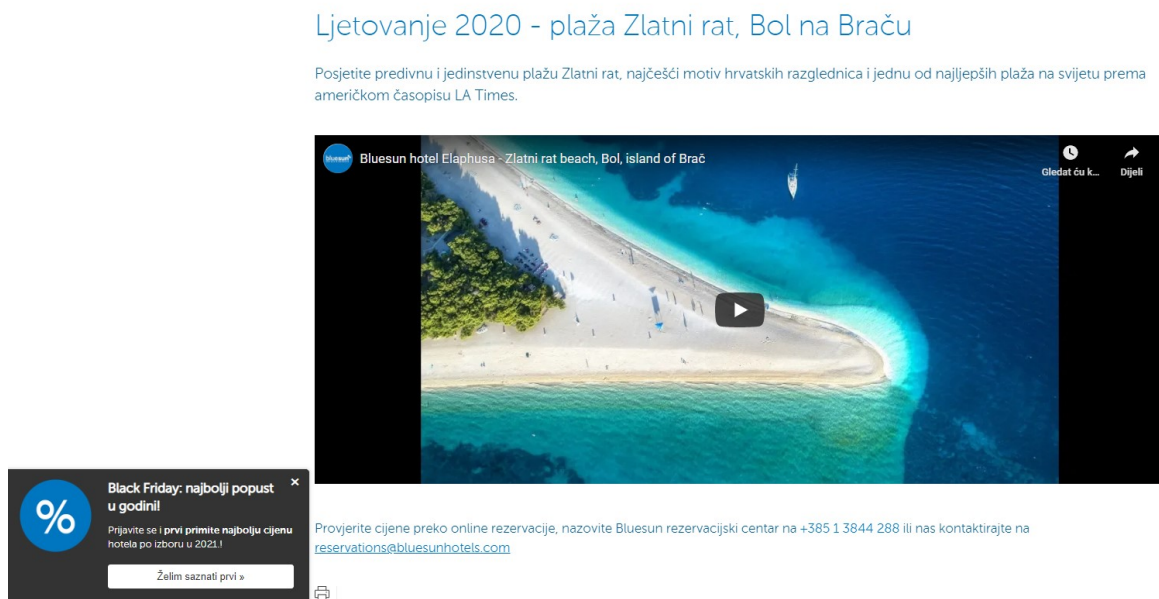 Ljetovanje 2020 - plaža Zlatni rat, Bol na Braču
Posjetite predivnu i jedinstvenu plažu Zlatni rat, najčešći motiv hrvatskih razglednica i jednu od najljepših plaža na svijetu prema
američkom časopisu LA Times.
bluesun
Bluesun hotel Elaphusa - Zlatni rat beach, Bol, island of Brač
Gledat ću k...
Dijeli
Black Friday: najbolji popust
u godini!
×
%
Prijavite se i prvi primite najbolju cijenu
hotela po izboru u 2021.!
Želim saznati prvi »
Provjerite cijene preko online rezervacije, nazovite Bluesun rezervacijski centar na +385 1 3844 288 ili nas kontaktirajte na
reservations@bluesunhotels.com